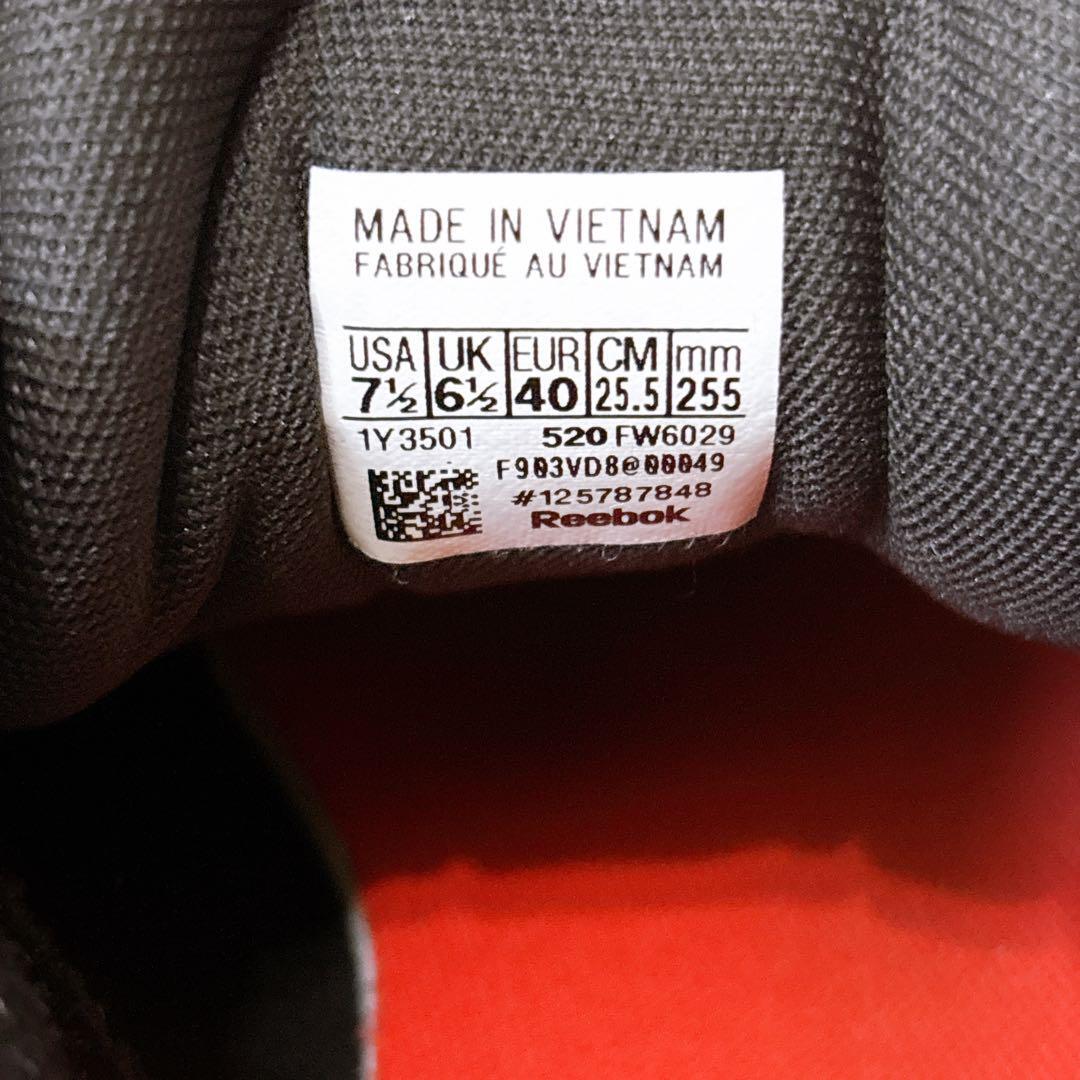 MADE IN VIETNAM
FABRIQUÉ AU VIETNAM
USA UK EUR CM mm
7½ 6½ 40 25.5 255
1Y3501 520 FW6029
F903VD8@00049
#125787848
Reebok